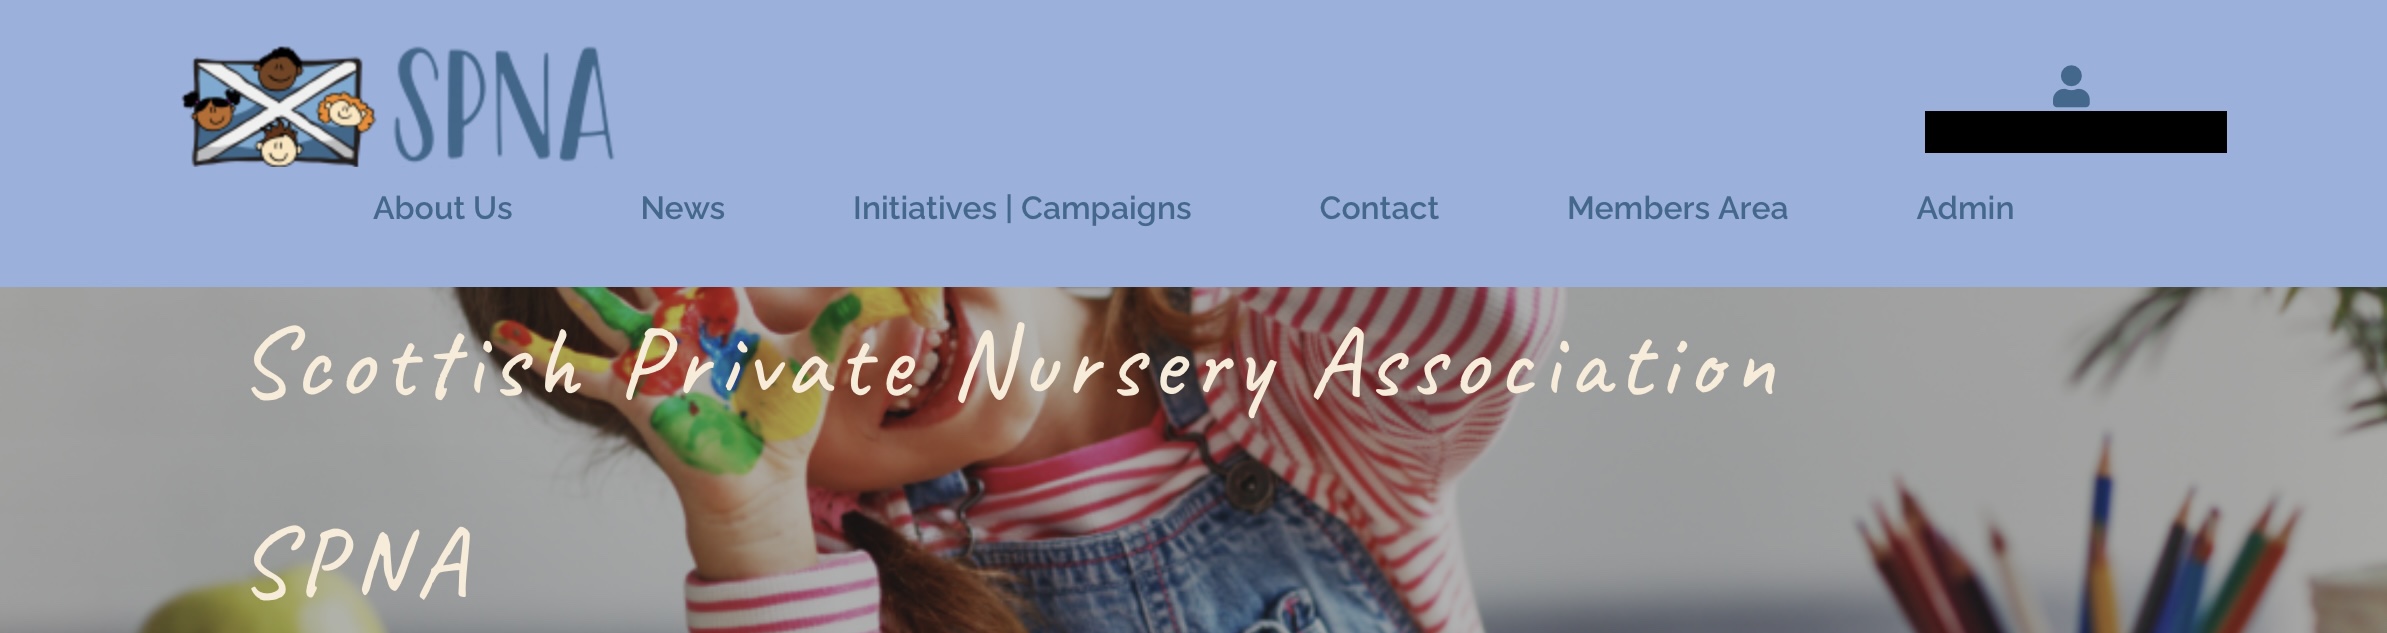 SPNA
About Us News Initiatives | Campaigns Contact Members Area Admin
Scottish Private Nursery Association
SPNA